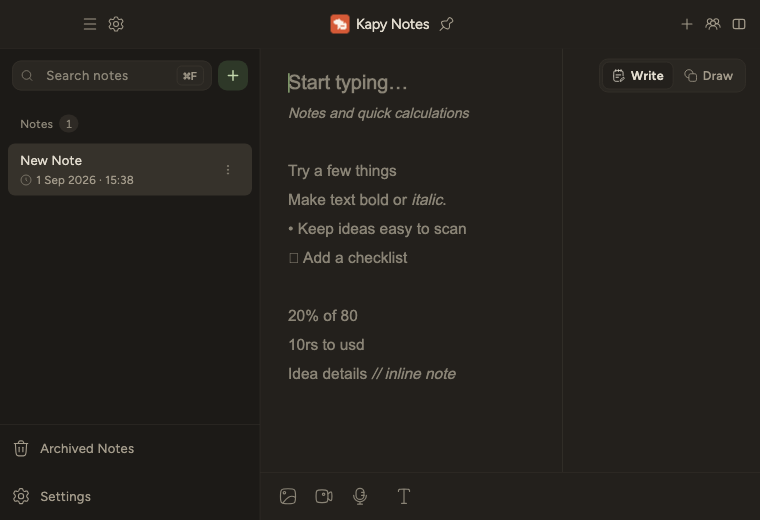 Kapy Notes
Search notes
⌘F
Notes 1
New Note
1 Sep 2026 · 15:38
Archived Notes
Settings
Start typing...
Notes and quick calculations
Try a few things
Make text bold or italic.
• Keep ideas easy to scan
☐ Add a checklist
20% of 80
10rs to usd
Idea details // inline note
Write
Draw